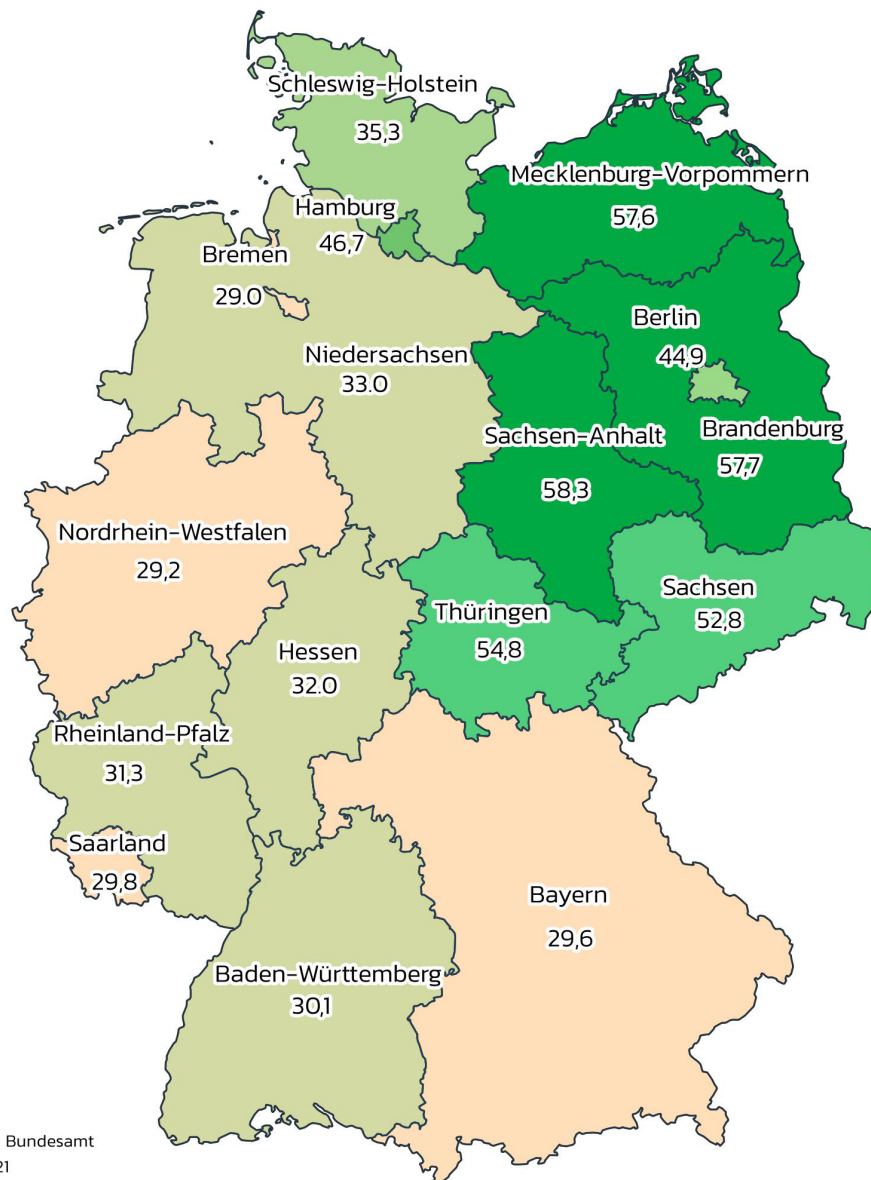 Schleswig-Holstein
35,3
Mecklenburg-Vorpommern
57,6
Hamburg
46,7
Bremen
29.0
Berlin
44,9
Niedersachsen
33.0
Sachsen-Anhalt
58,3
Brandenburg
57,7
Nordrhein-Westfalen
29,2
Sachsen
52,8
Thüringen
54,8
Hessen
32.0
Rheinland-Pfalz
31,3
Saarland
29,8
Bayern
29,6
Baden-Württemberg
30,1
Bundesamt
21